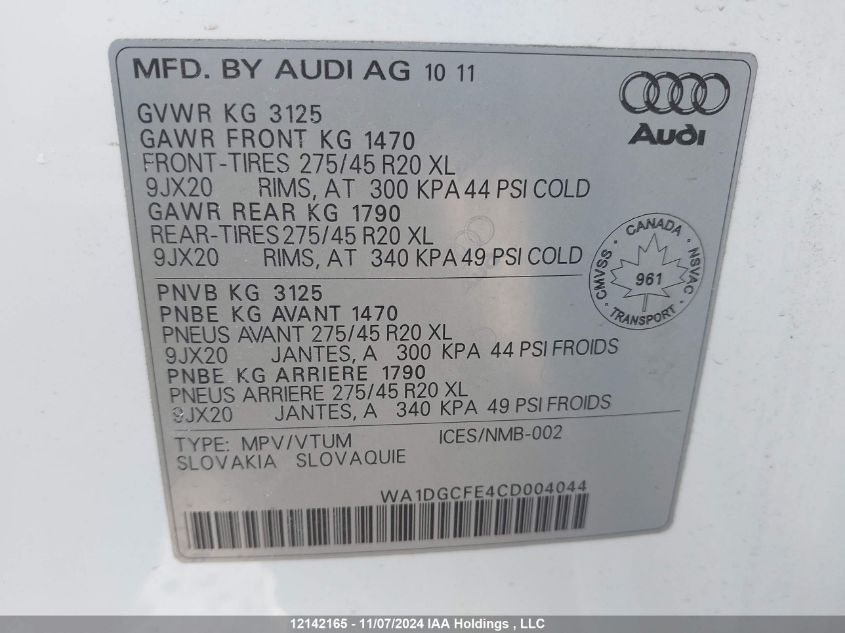 MFD. BY AUDI AG 10 11
Audi
GVWR KG 3125
GAWR FRONT KG 1470
FRONT-TIRES 275/45 R20 XL
9JX20 RIMS, AT 300 KPA 44 PSI COLD
GAWR REAR KG 1790
REAR-TIRES 275/45 R20 XL
9JX20 RIMS, AT 340 KPA 49 PSI COLD
CANADA
CMVSS
NSVAC
961
TRANSPORT
PNVB KG 3125
PNBE KG AVANT 1470
PNEUS AVANT 275/45 R20 XL
9JX20 JANTES, A 300 KPA 44 PSI FROIDS
PNBE KG ARRIERE 1790
PNEUS ARRIERE 275/45 R20 XL
9JX20 JANTES, A 340 KPA 49 PSI FROIDS
TYPE: MPV/VTUM ICES/NMB-002
SLOVAKIA SLOVAQUIE
WA1DGCFE4CD004044
12142165 - 11/07/2024 IAA Holdings , LLC